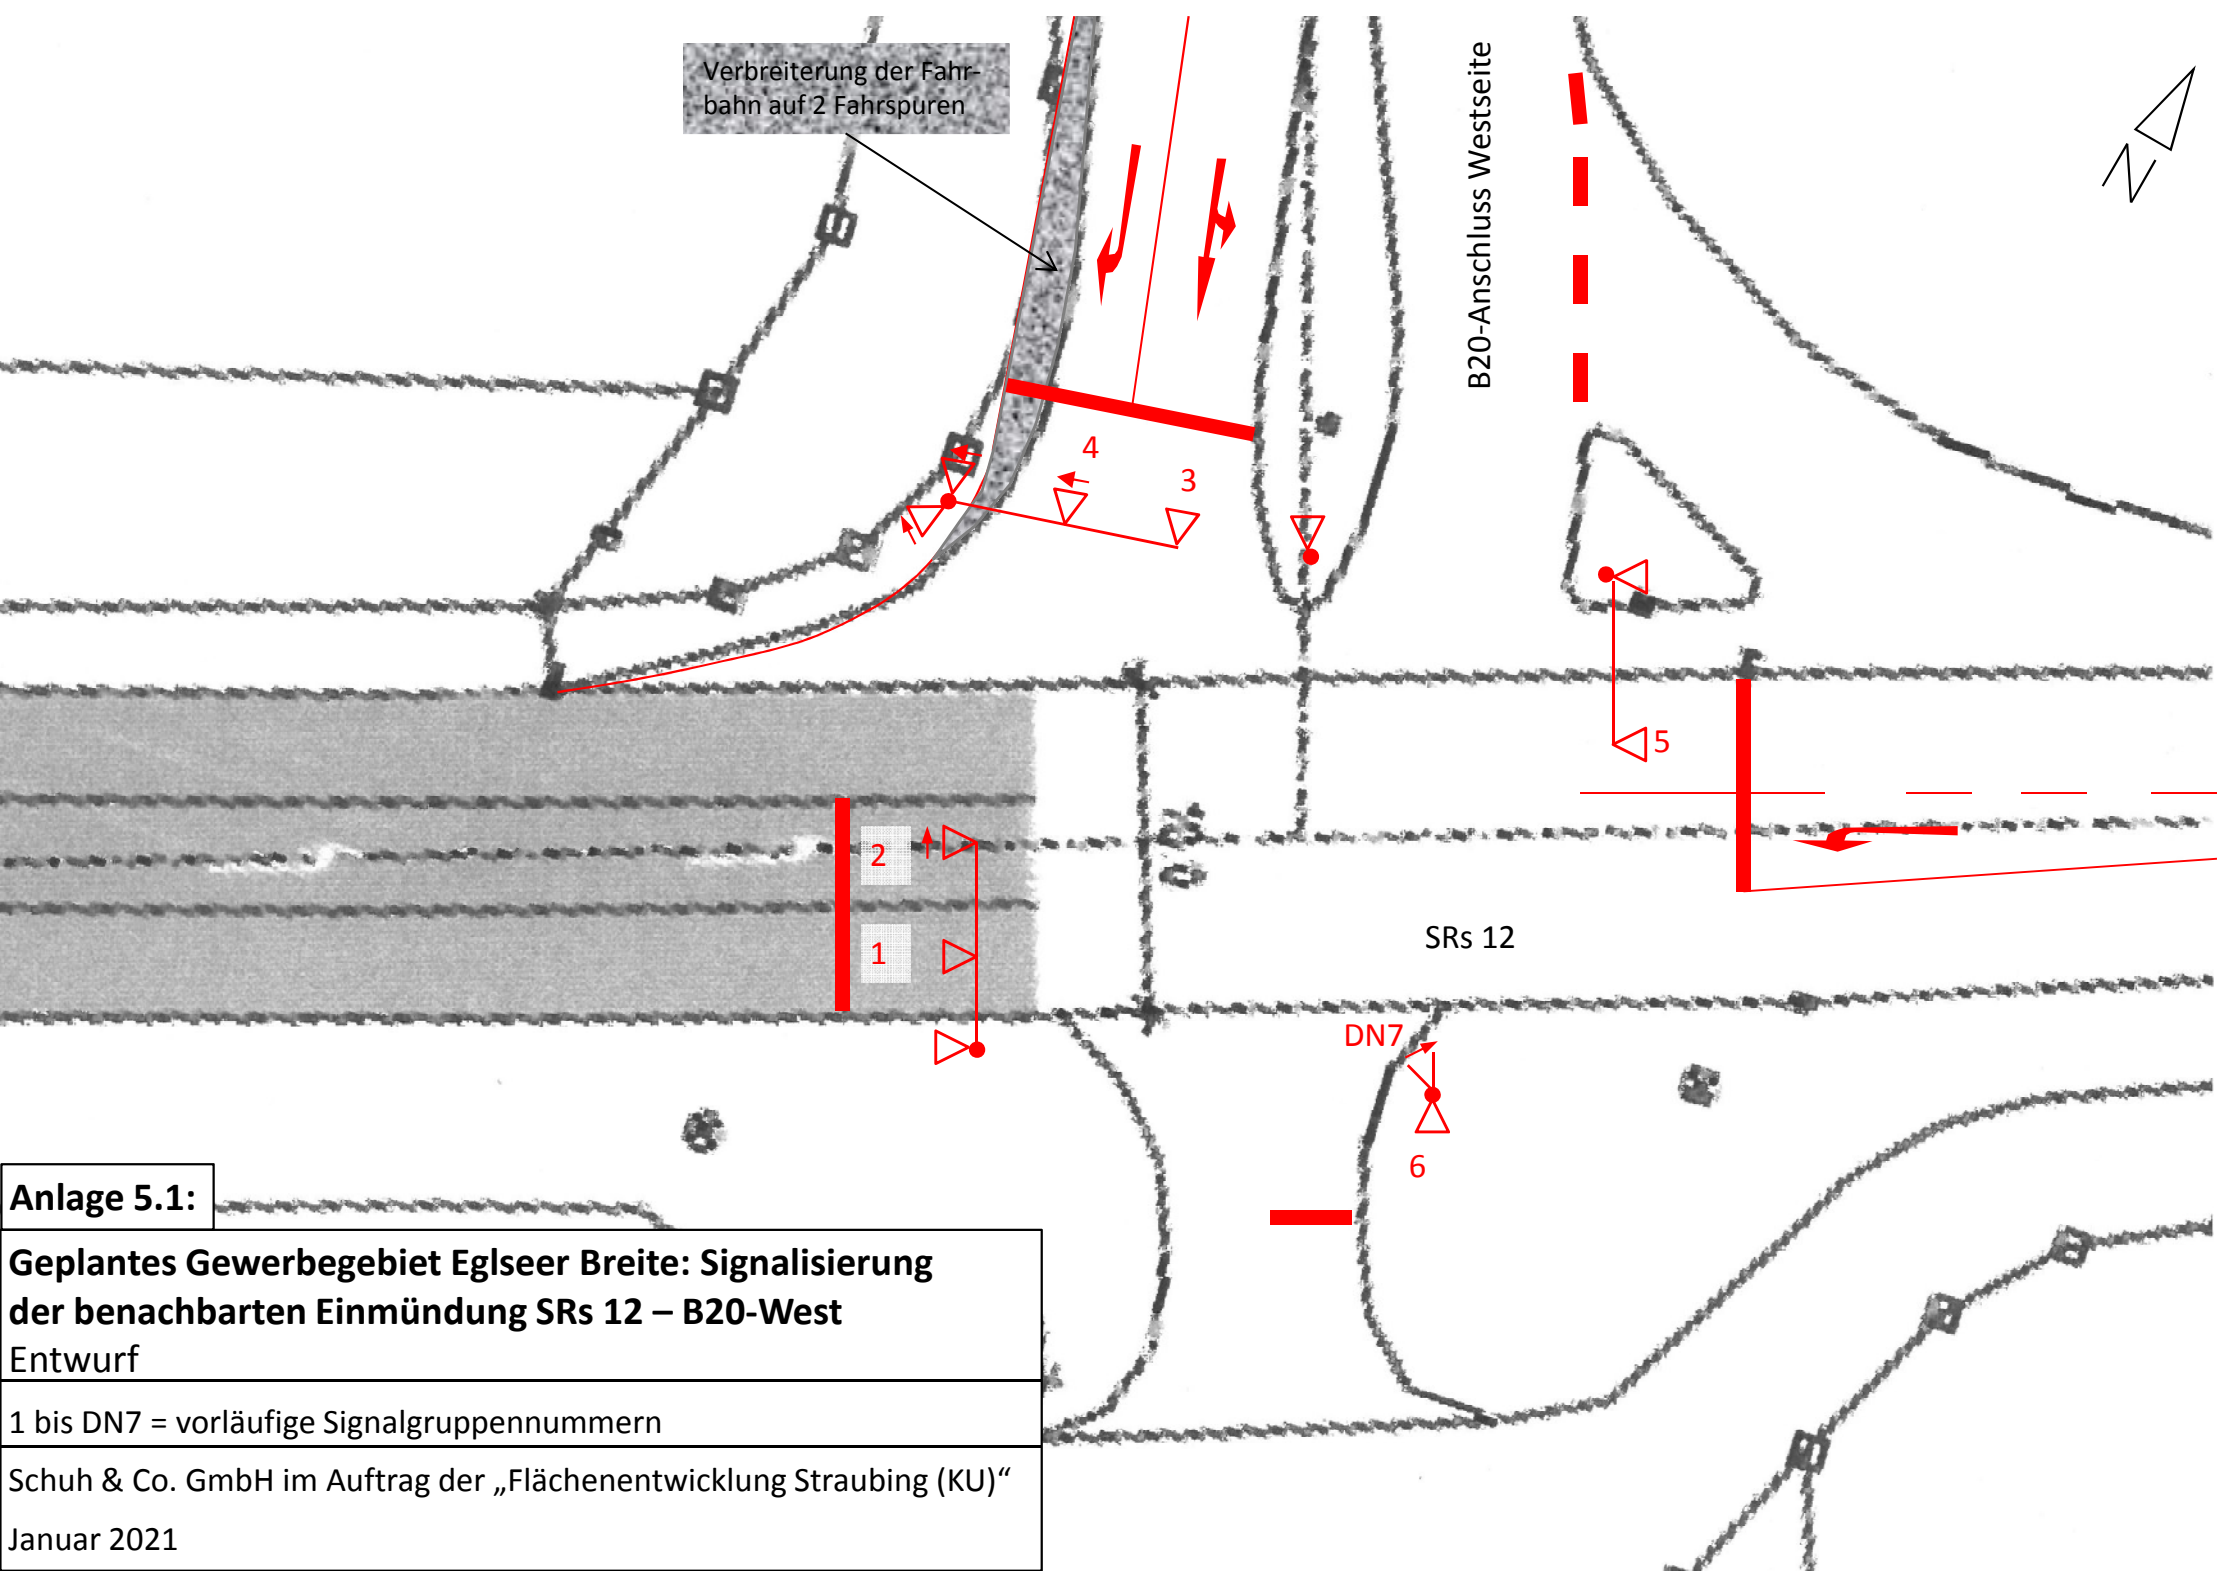 Verbreiterung der Fahr-
bahn auf 2 Fahrspuren
B20-Anschluss Westseite
N
4
3
5
2
1
SRs 12
DN7
6
Anlage 5.1:
Geplantes Gewerbegebiet Eglseer Breite: Signalisierung
der benachbarten Einmündung SRs 12 – B20-West
Entwurf
1 bis DN7 = vorläufige Signalgruppennummern
Schuh & Co. GmbH im Auftrag der „Flächenentwicklung Straubing (KU)“
Januar 2021